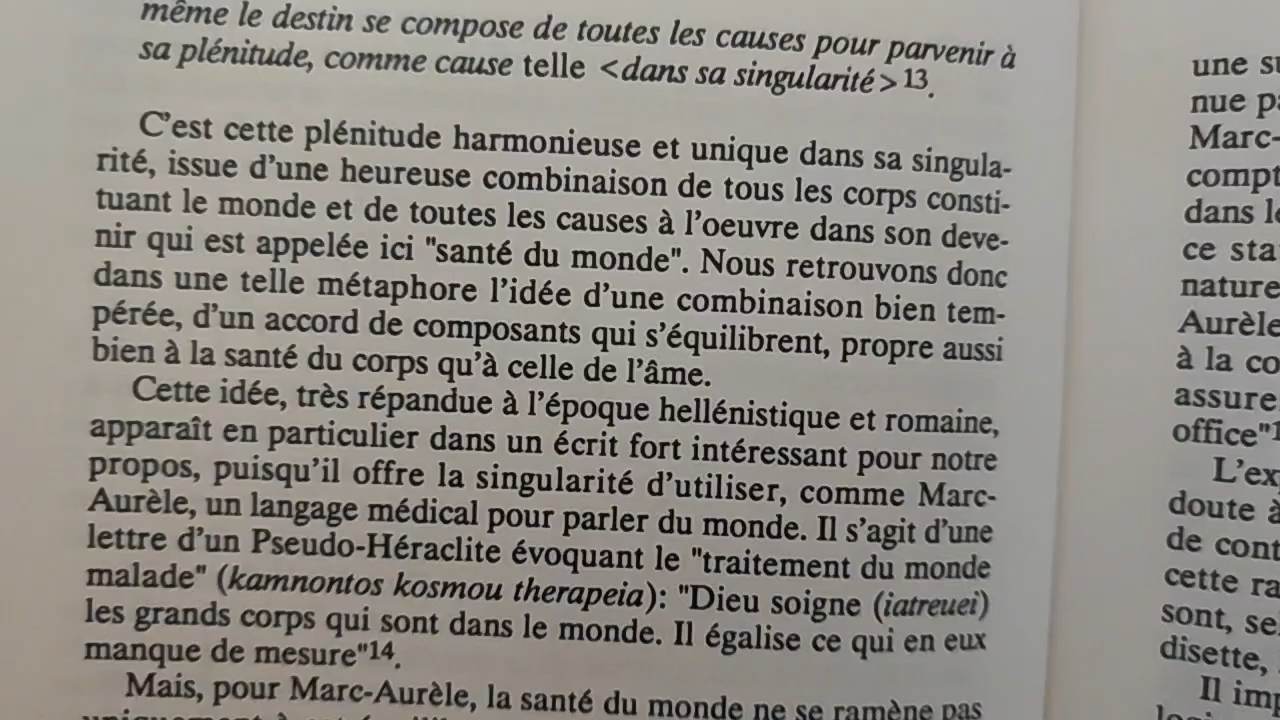 même le destin se compose de toutes les causes pour parvenir à
sa plénitude, comme cause telle <dans sa singularité>13.
C'est cette plénitude harmonieuse et unique dans sa singula-
rité, issue d'une heureuse combinaison de tous les corps consti-
tuant le monde et de toutes les causes à l'oeuvre dans son deve-
nir qui est appelée ici "santé du monde". Nous retrouvons donc
dans une telle métaphore l'idée d'une combinaison bien tem-
pérée, d'un accord de composants qui s'équilibrent, propre aussi
bien à la santé du corps qu'à celle de l'âme.
Cette idée, très répandue à l'époque hellénistique et romaine,
apparaît en particulier dans un écrit fort intéressant pour notre
propos, puisqu'il offre la singularité d'utiliser, comme Marc-
Aurèle, un langage médical pour parler du monde. Il s'agit d'une
lettre d'un Pseudo-Héraclite évoquant le "traitement du monde
malade" (kamnontos kosmou therapeia): "Dieu soigne (iatreuei)
les grands corps qui sont dans le monde. Il égalise ce qui en eux
manque de mesure"14.
Mais, pour Marc-Aurèle, la santé du monde ne se ramène pas
une
nue
Marc-
dans
ce
nature
Aurèle
à la
assure
office"
doute à
de
cette
sont,
disette,
Il